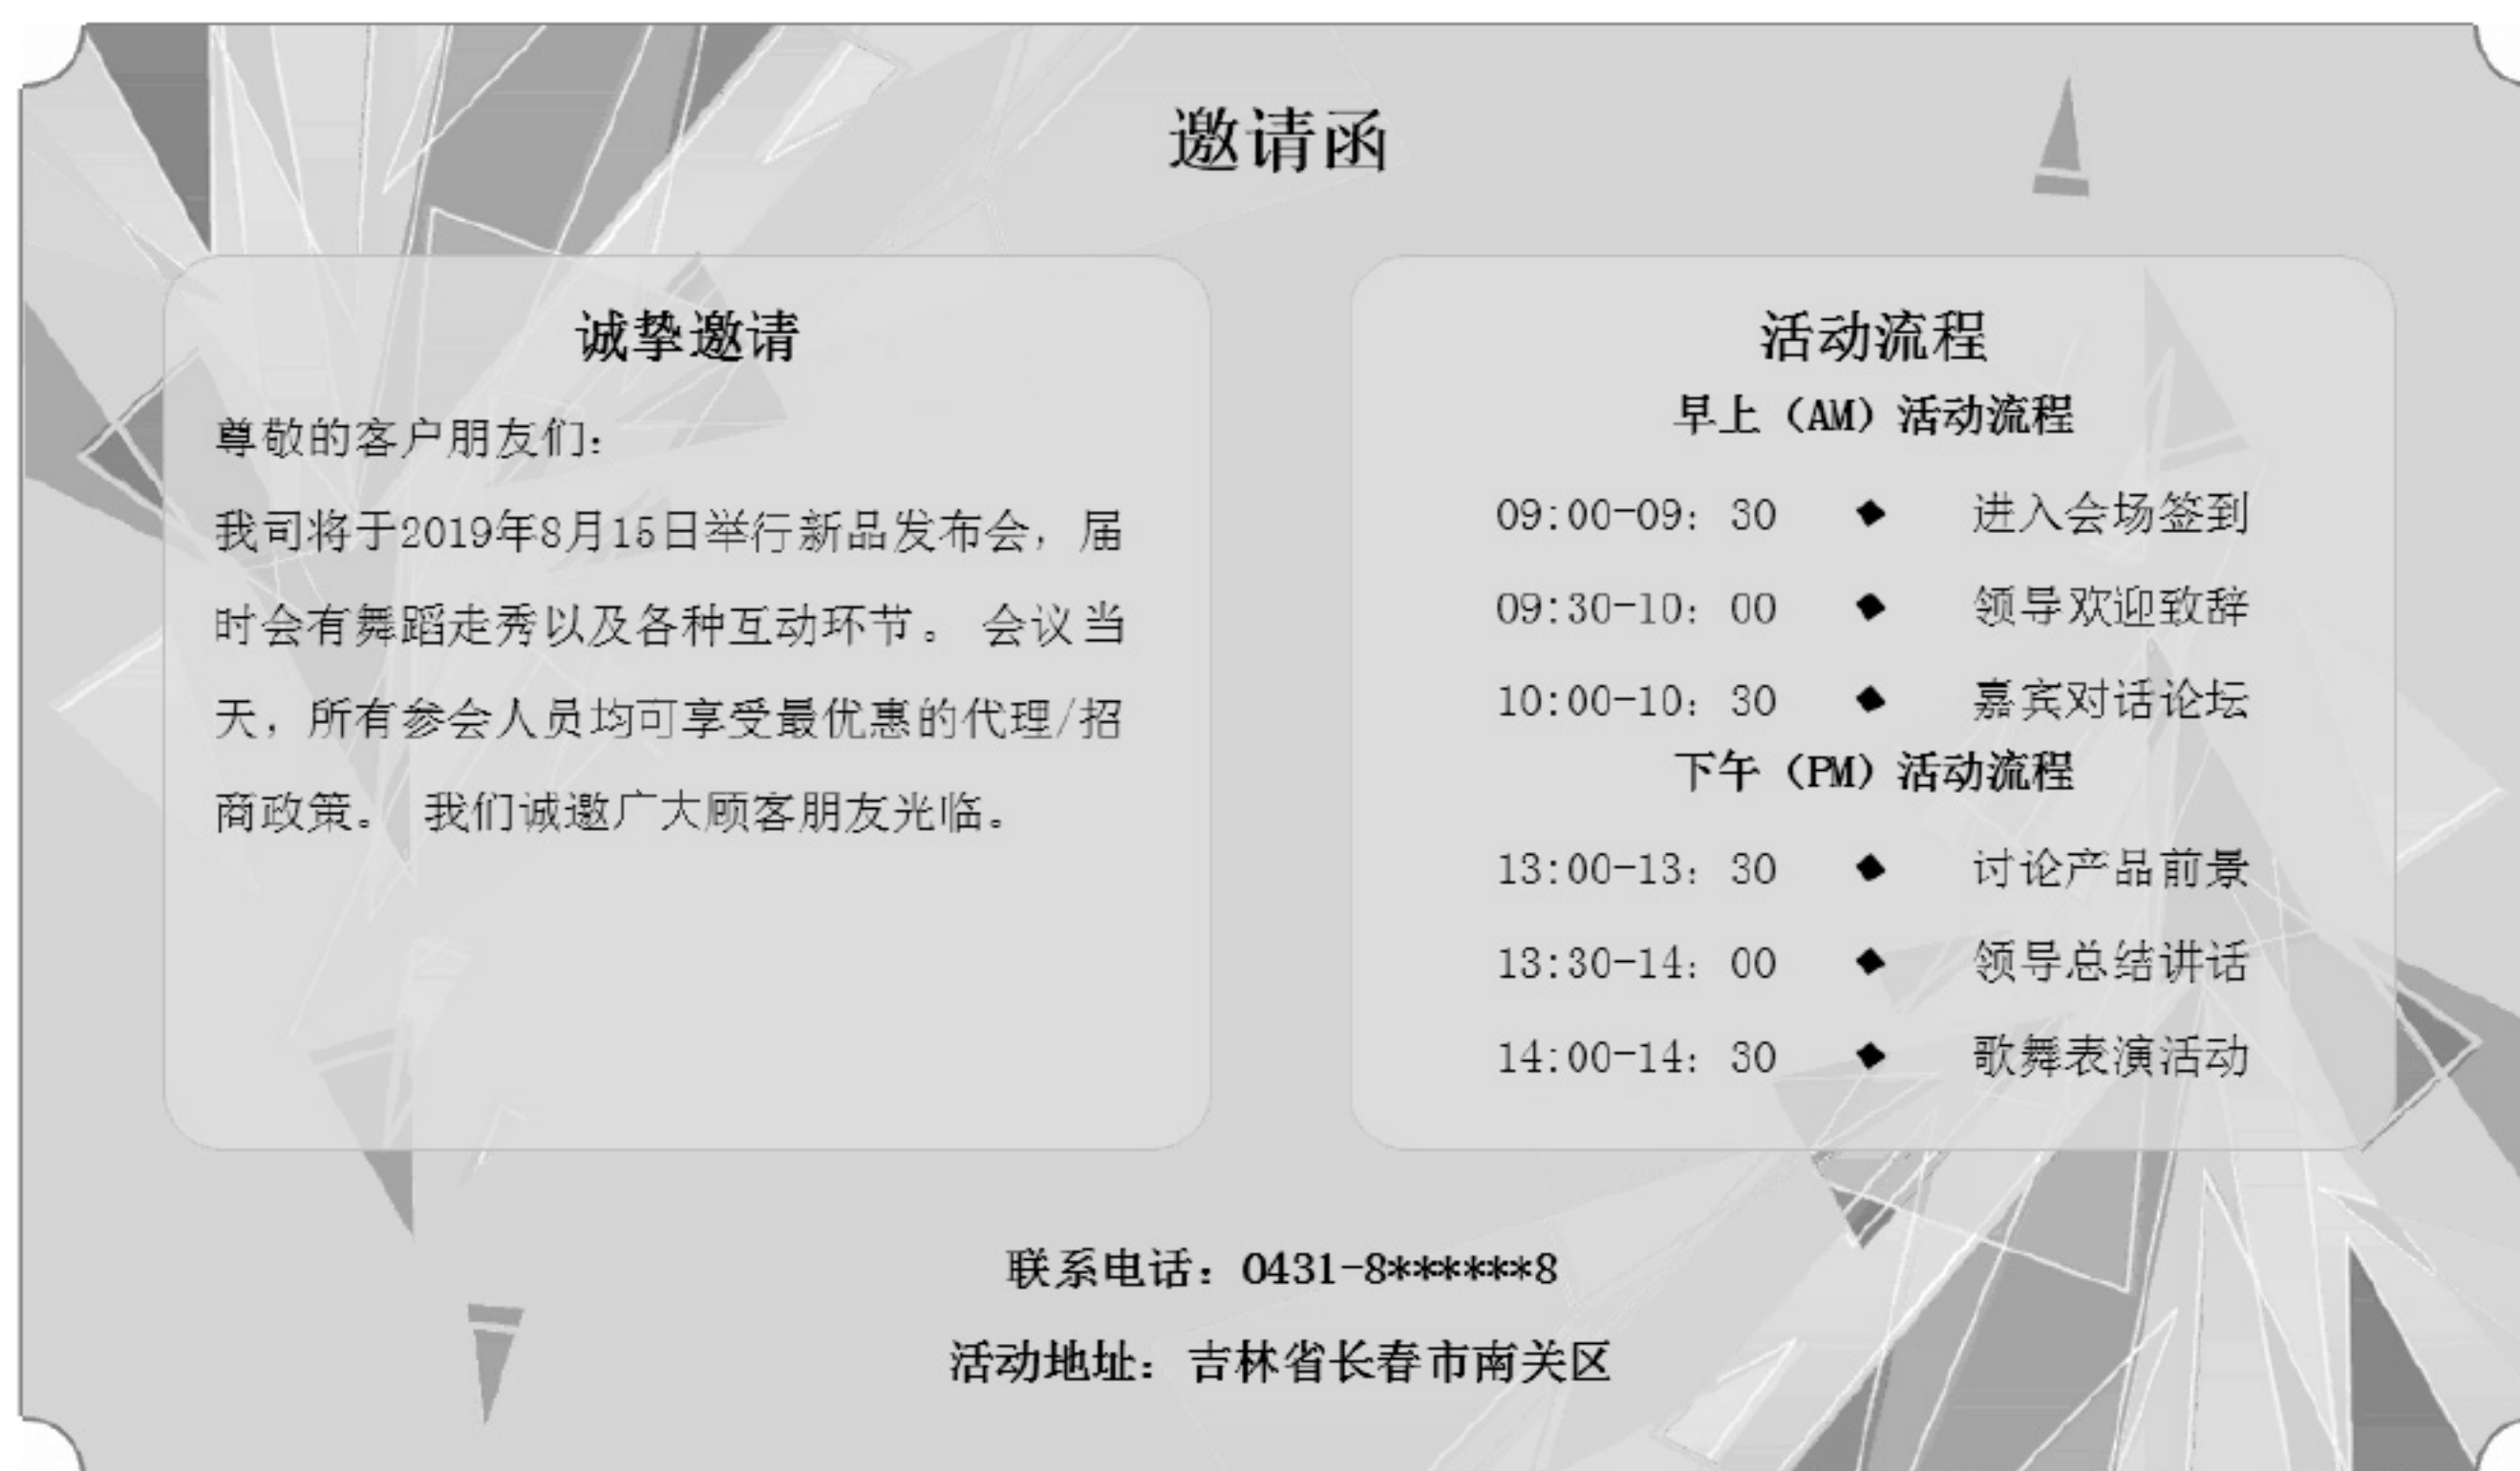 邀请函
诚挚邀请
尊敬的客户朋友们：
我司将于2019年8月15日举行新品发布会，届
时会有舞蹈走秀以及各种互动环节。 会议当
天，所有参会人员均可享受最优惠的代理/招
商政策。 我们诚邀广大顾客朋友光临。
活动流程
早上（AM）活动流程
09:00-09：30 ◆ 进入会场签到
09:30-10：00 ◆ 领导欢迎致辞
10:00-10：30 ◆ 嘉宾对话论坛
下午（PM）活动流程
13:00-13：30 ◆ 讨论产品前景
13:30-14：00 ◆ 领导总结讲话
14:00-14：30 ◆ 歌舞表演活动
联系电话：0431-8******8
活动地址：吉林省长春市南关区